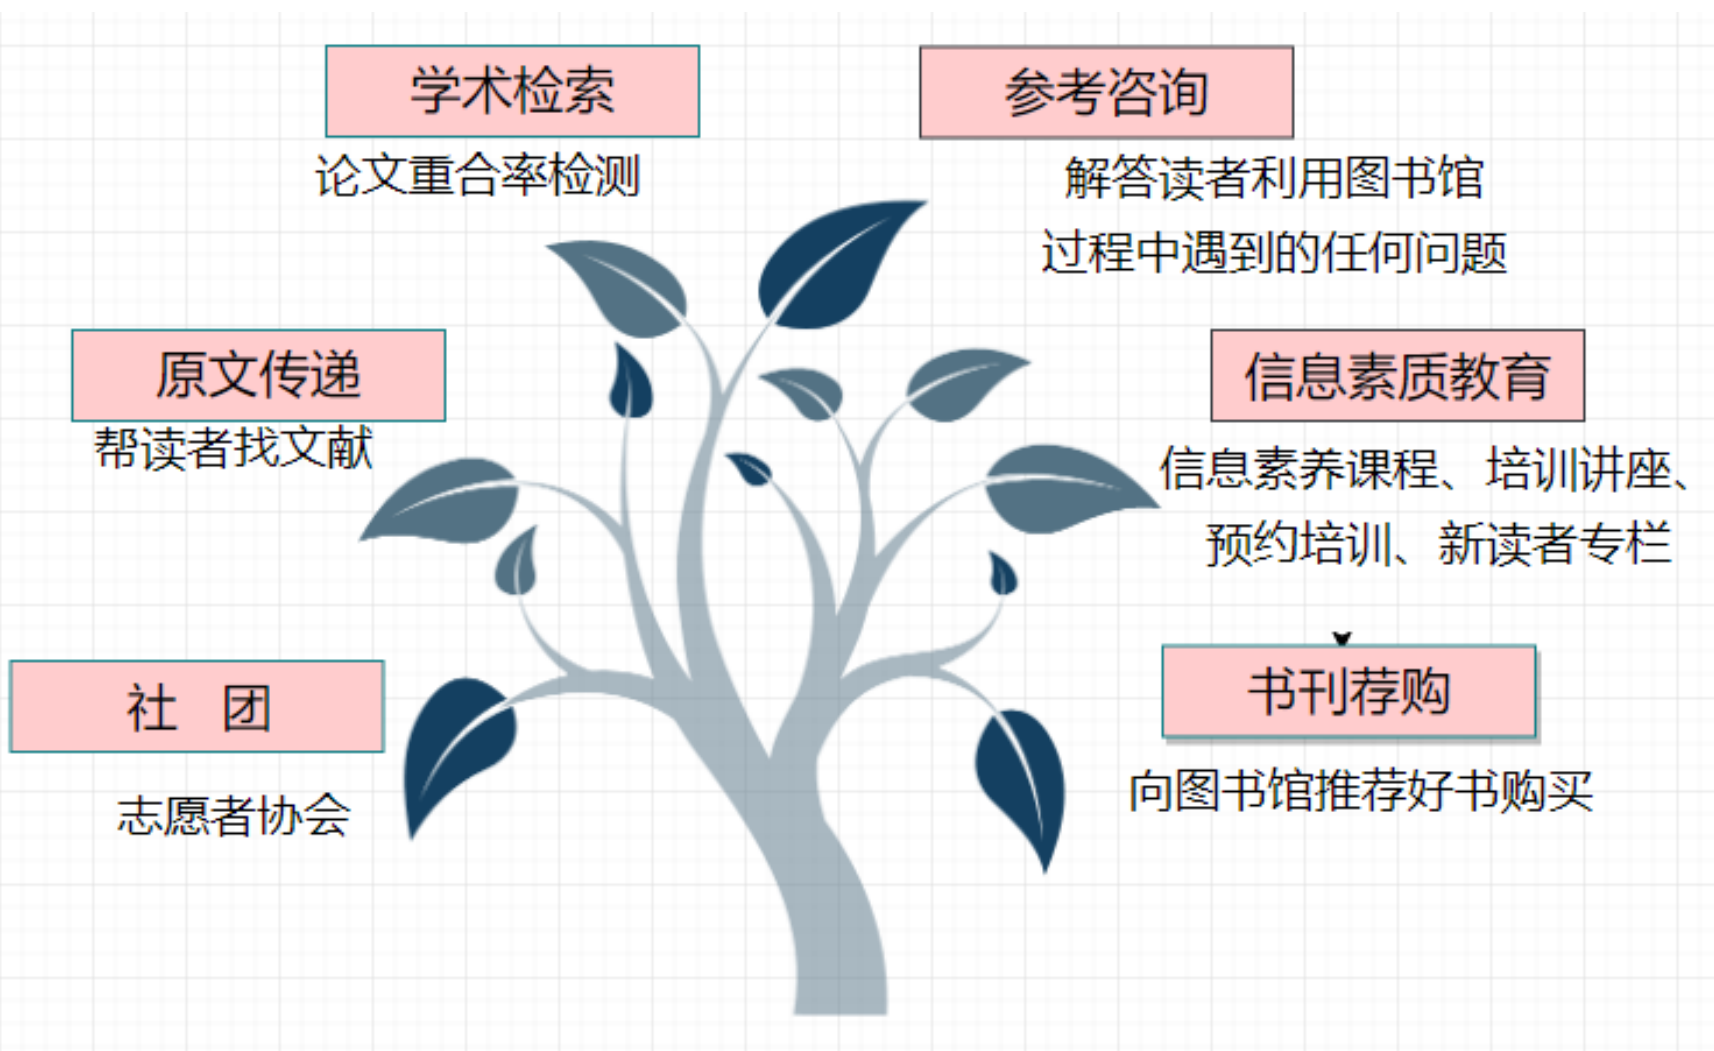 学术检索
论文重合率检测
参考咨询
解答读者利用图书馆
过程中遇到的任何问题
原文传递
帮读者找文献
信息素质教育
信息素养课程、培训讲座、
预约培训、新读者专栏
社 团
志愿者协会
书刊荐购
向图书馆推荐好书购买